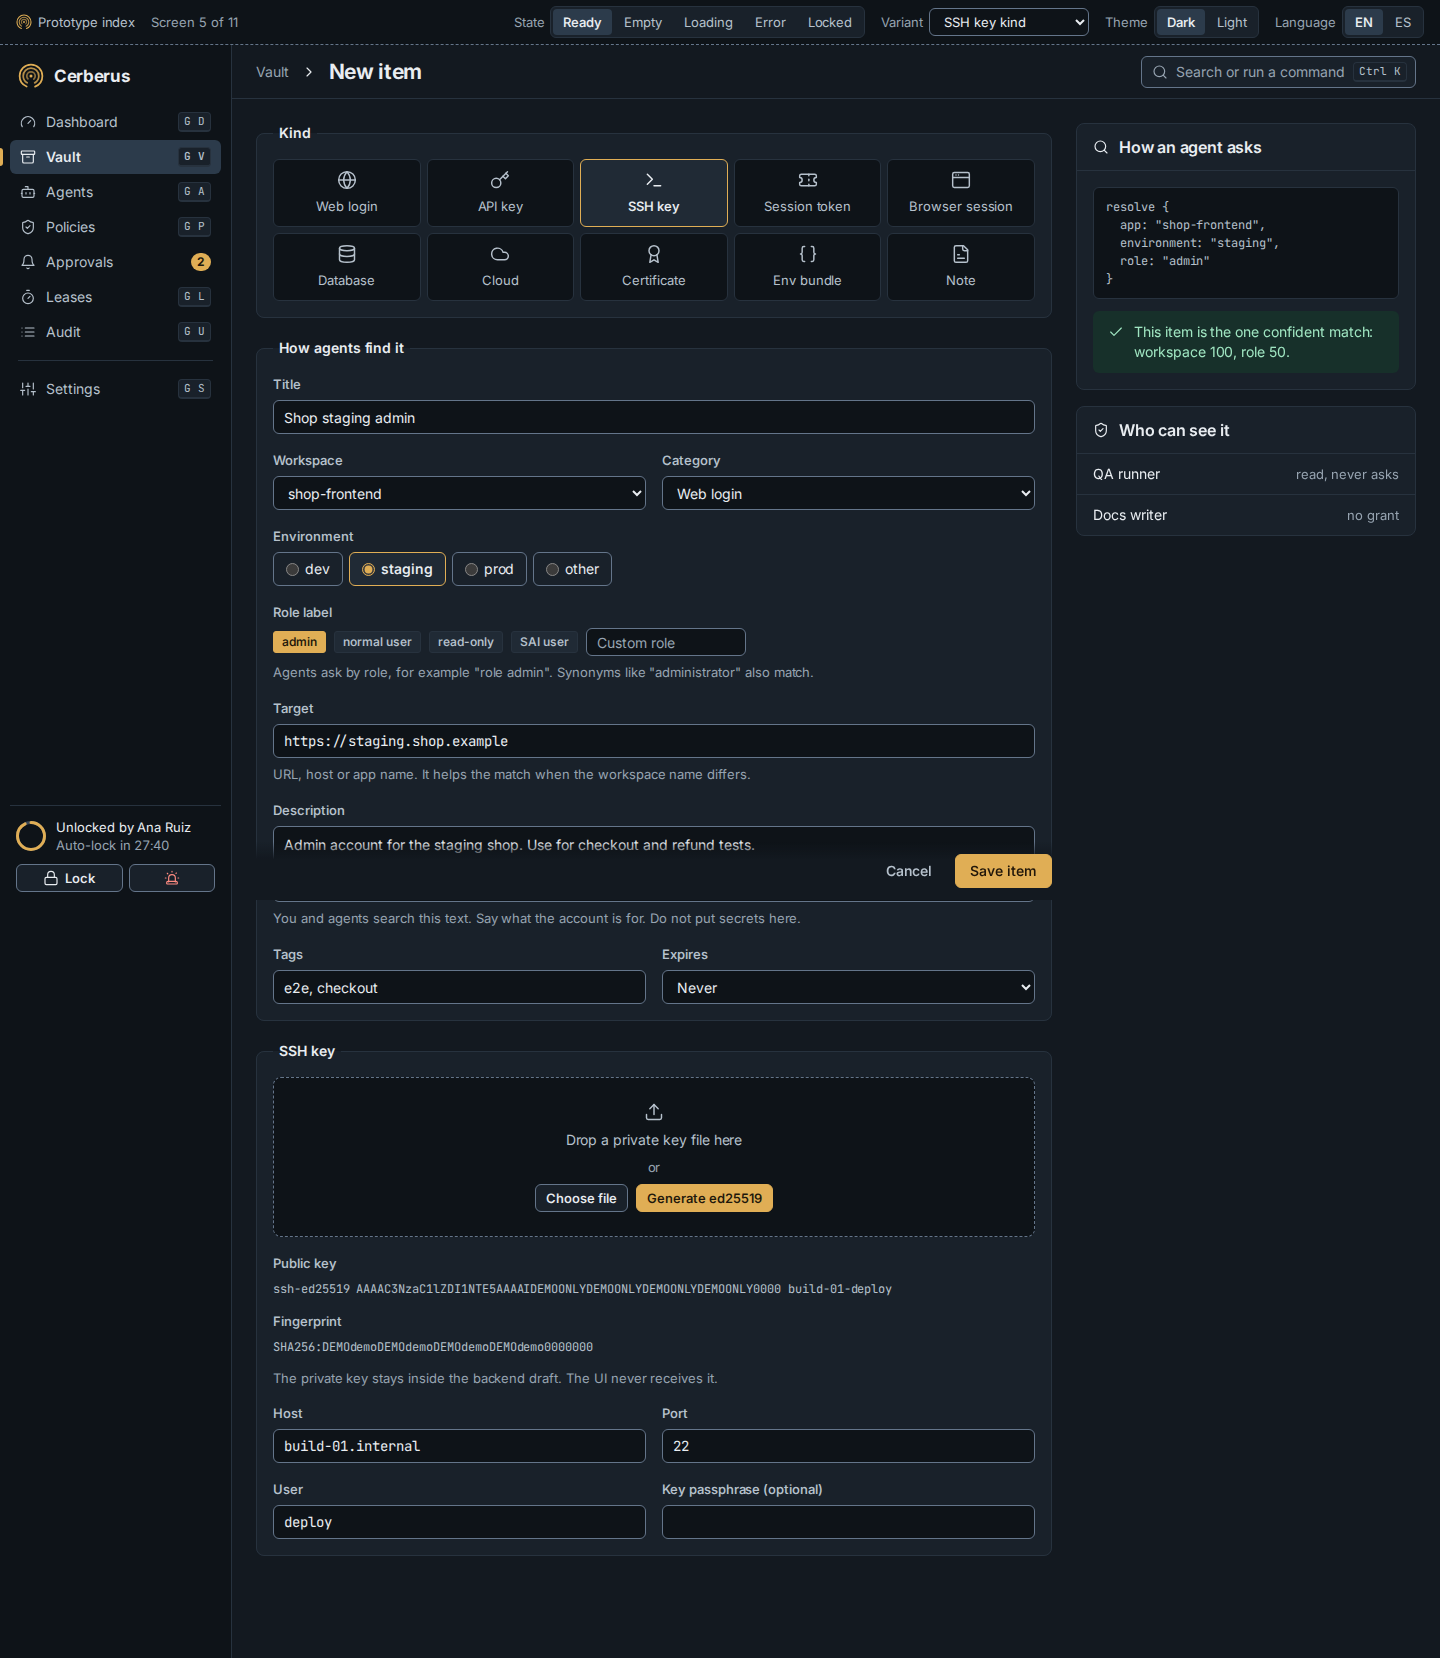 Prototype index
Screen 5 of 11
State
Ready
Empty
Loading
Error
Locked
Variant
SSH key kind
Theme
Dark
Light
Language
EN
ES
Cerberus
Dashboard
G D
Vault
G V
Agents
G A
Policies
G P
Approvals
2
Leases
G L
Audit
G U
Settings
G S
Unlocked by Ana Ruiz
Auto-lock in 27:40
Lock
Vault
New item
Search or run a command
Ctrl K
Kind
Web login
API key
SSH key
Session token
Browser session
Database
Cloud
Certificate
Env bundle
Note
How agents find it
Title
Shop staging admin
Workspace
Category
shop-frontend
Web login
Environment
dev
staging
prod
other
Role label
admin
normal user
read-only
SAI user
Custom role
Agents ask by role, for example "role admin". Synonyms like "administrator" also match.
Target
https://staging.shop.example
URL, host or app name. It helps the match when the workspace name differs.
Description
Admin account for the staging shop. Use for checkout and refund tests.
Cancel
Save item
You and agents search this text. Say what the account is for. Do not put secrets here.
Tags
Expires
e2e, checkout
Never
SSH key
Drop a private key file here
or
Choose file
Generate ed25519
Public key
ssh-ed25519 AAAAC3NzaC1lZDI1NTE5AAAAIDEMOONLYDEMOONLYDEMOONLYDEMOONLY0000 build-01-deploy
Fingerprint
SHA256:DEMOdemoDEMOdemoDEMOdemoDEMOdemo0000000
The private key stays inside the backend draft. The UI never receives it.
Host
Port
build-01.internal
22
User
Key passphrase (optional)
deploy
How an agent asks
resolve {
app: "shop-frontend",
environment: "staging",
role: "admin"
}
This item is the one confident match:
workspace 100, role 50.
Who can see it
QA runner
read, never asks
Docs writer
no grant